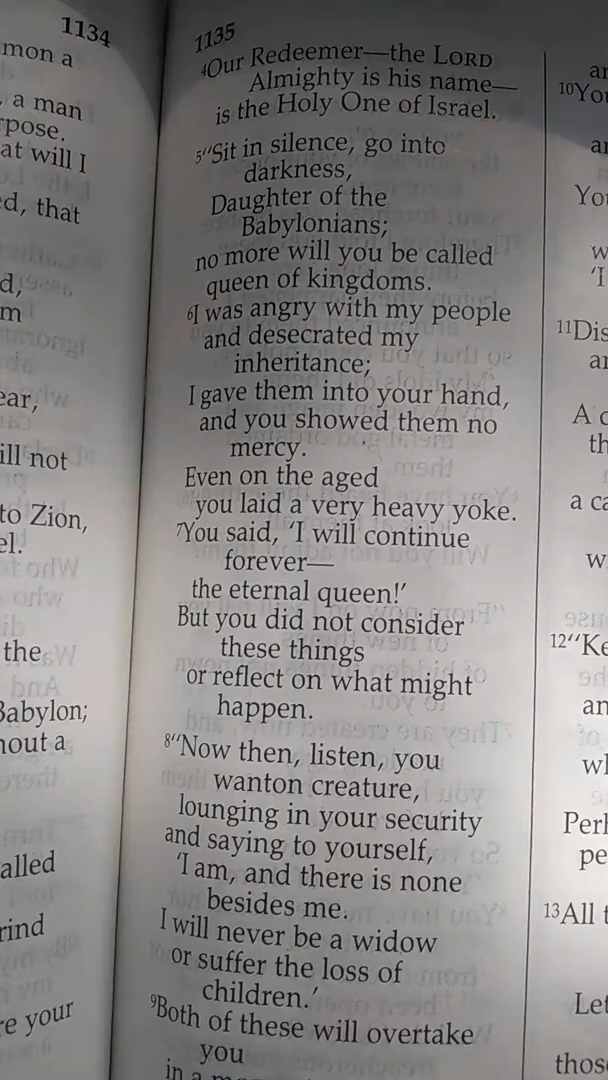 1134
mon a
, a man
pose.
at will I
ed, that
d,
m
ear,
ill not
to Zion,
el.
the
Babylon;
hout a
alled
rind
re your
1135
4Our Redeemer—the LORD
Almighty is his name—
is the Holy One of Israel.
5“Sit in silence, go into
darkness,
Daughter of the
Babylonians;
no more will you be called
queen of kingdoms.
6I was angry with my people
and desecrated my
inheritance;
I gave them into your hand,
and you showed them no
mercy.
Even on the aged
you laid a very heavy yoke.
7You said, ‘I will continue
forever—
the eternal queen!’
But you did not consider
these things
or reflect on what might
happen.
8“Now then, listen, you
wanton creature,
lounging in your security
and saying to yourself,
‘I am, and there is none
besides me.
I will never be a widow
or suffer the loss of
children.’
9Both of these will overtake
you
in a
10You
Yo
w
‘I
11Dis
A
th
a ca
w
12“Ke
an
wh
Perh
pe
13All t
Let
those